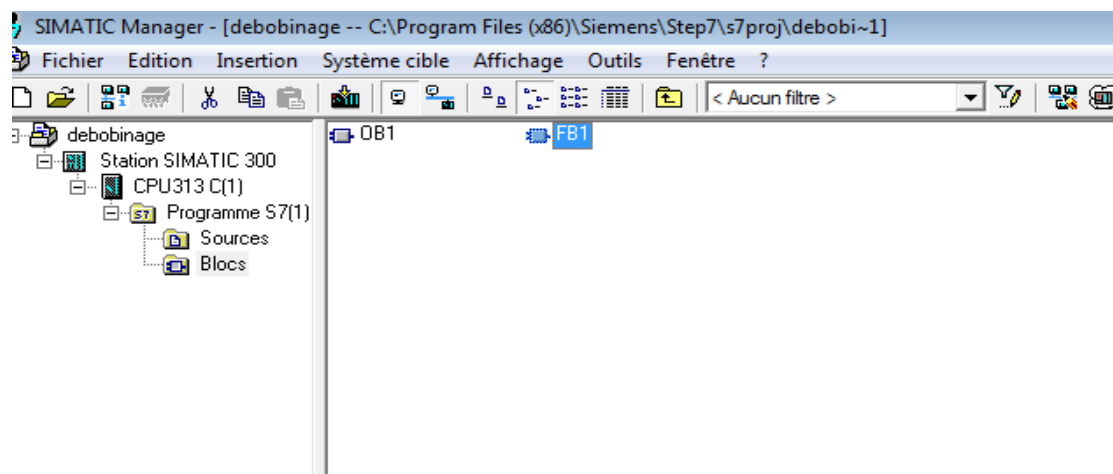 SIMATIC Manager - [debobinage -- C:\Program Files (x86)\Siemens\Step7\s7proj\debobi~1]
Fichier Edition Insertion Système cible Affichage Outils Fenêtre ?
< Aucun filtre >
debobinage
Station SIMATIC 300
CPU313 C(1)
S7 Programme S7(1)
Sources
Blocs
OB1 FB1